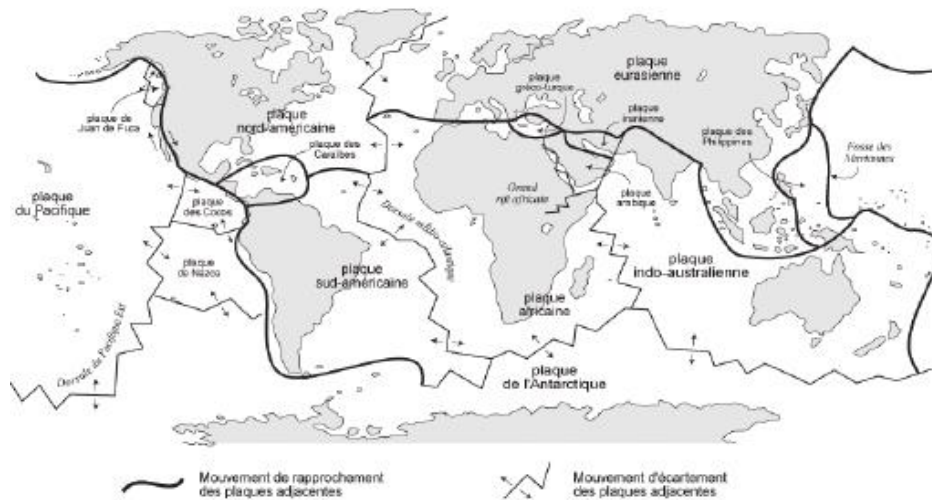 plaque
eurasienne
plaque
gréco-turque
plaque
iranienne
plaque de
Juan de Fuca
plaque
nord-américaine
plaque des
Caraïbes
plaque des
Philippines
Fosse des
Mariannes
plaque
du Pacifique
plaque
des Cocos
Grand
rift africain
plaque
arabique
Dorsale médio-atlantique
plaque
de Nazca
plaque
sud-américaine
plaque
africaine
plaque
indo-australienne
Dorsale du Pacifique Est
plaque
de l'Antarctique
Mouvement de rapprochement
des plaques adjacentes
Mouvement d'écartement
des plaques adjacentes